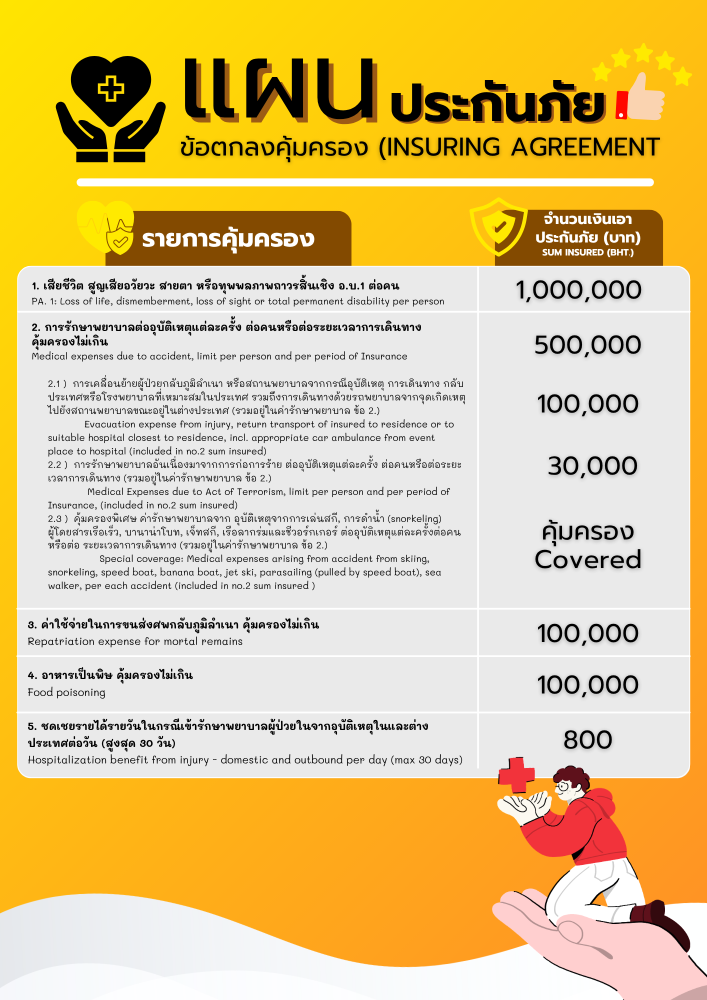 แผน ประกันภัย
ข้อตกลงคุ้มครอง (INSURING AGREEMENT
รายการคุ้มครอง
จำนวนเงินเอา
ประกันภัย (บาท)
SUM INSURED (BHT.)
1. เสียชีวิต สูญเสียอวัยวะ สายตา หรือทุพพลภาพถาวรสิ้นเชิง อ.บ.1 ต่อคน
PA. 1: Loss of life, dismemberment, loss of sight or total permanent disability per person
1,000,000
2. การรักษาพยาบาลต่ออุบัติเหตุแต่ละครั้ง ต่อคนหรือต่อระยะเวลาการเดินทาง
คุ้มครองไม่เกิน
Medical expenses due to accident, limit per person and per period of Insurance
500,000
2.1 ) การเคลื่อนย้ายผู้ป่วยกลับภูมิลำเนา หรือสถานพยาบาลจากกรณีอุบัติเหตุ การเดินทาง กลับ
ประเทศหรือโรงพยาบาลที่เหมาะสมในประเทศ รวมถึงการเดินทางด้วยรถพยาบาลจากจุดเกิดเหตุ
ไปยังสถานพยาบาลขณะอยู่ในต่างประเทศ (รวมอยู่ในค่ารักษาพยาบาล ข้อ 2.)
Evacuation expense from injury, return transport of insured to residence or to
suitable hospital closest to residence, incl. appropriate car ambulance from event
place to hospital (included in no.2 sum insured)
100,000
2.2 ) การรักษาพยาบาลอันเนื่องมาจากการก่อการร้าย ต่ออุบัติเหตุแต่ละครั้ง ต่อคนหรือต่อระยะ
เวลาการเดินทาง (รวมอยู่ในค่ารักษาพยาบาล ข้อ 2.)
Medical Expenses due to Act of Terrorism, limit per person and per period of
Insurance, (included in no.2 sum insured)
30,000
2.3 ) คุ้มครองพิเศษ ค่ารักษาพยาบาลจาก อุบัติเหตุจากการเล่นสกี, การดำน้ำ (snorkeling)
ผู้โดยสารเรือเร็ว, บานาน่าโบท, เจ็ทสกี, เรือลากร่มและซีวอร์กเกอร์ ต่ออุบัติเหตุแต่ละครั้งต่อคน
หรือต่อ ระยะเวลาการเดินทาง (รวมอยู่ในค่ารักษาพยาบาล ข้อ 2.)
Special coverage: Medical expenses arising from accident from skiing,
snorkeling, speed boat, banana boat, jet ski, parasailing (pulled by speed boat), sea
walker, per each accident (included in no.2 sum insured )
คุ้มครอง
Covered
3. ค่าใช้จ่ายในการขนส่งศพกลับภูมิลำเนา คุ้มครองไม่เกิน
Repatriation expense for mortal remains
100,000
4. อาหารเป็นพิษ คุ้มครองไม่เกิน
Food poisoning
100,000
5. ชดเชยรายได้รายวันในกรณีเข้ารักษาพยาบาลผู้ป่วยในจากอุบัติเหตุในและต่าง
ประเทศต่อวัน (สูงสุด 30 วัน)
Hospitalization benefit from injury - domestic and outbound per day (max 30 days)
800